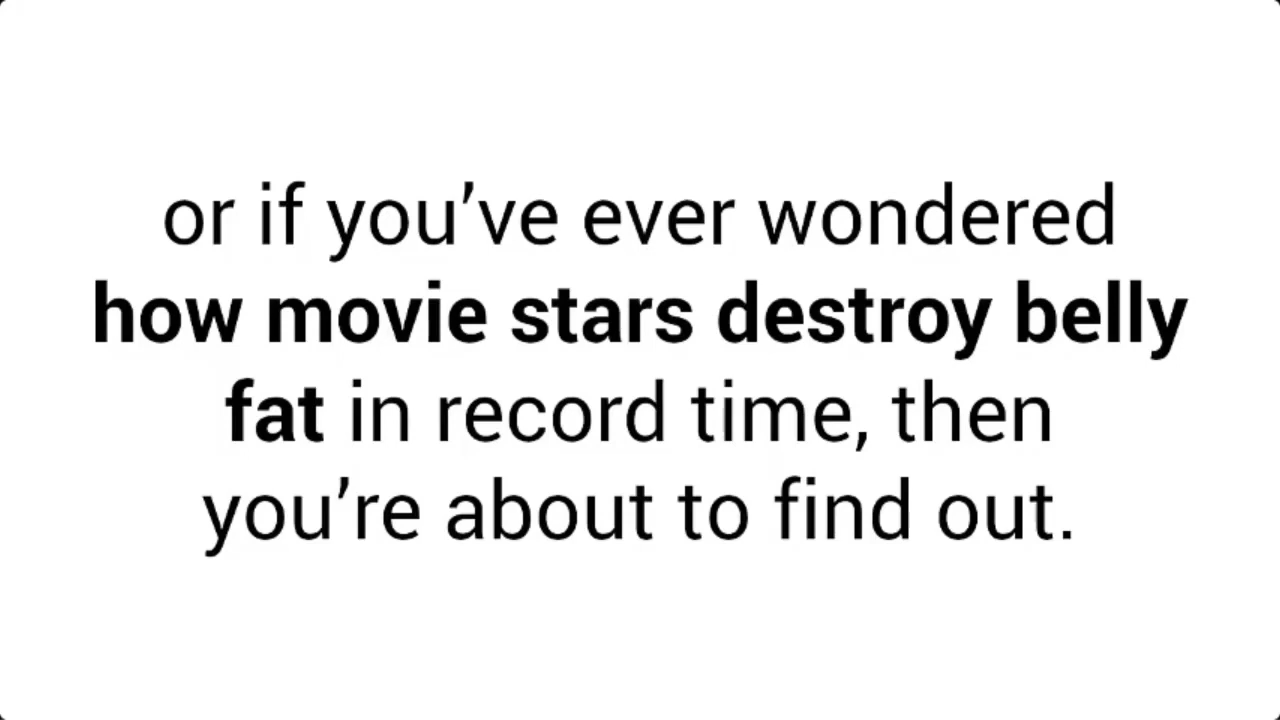 or if you’ve ever wondered
how movie stars destroy belly
fat in record time, then
you’re about to find out.